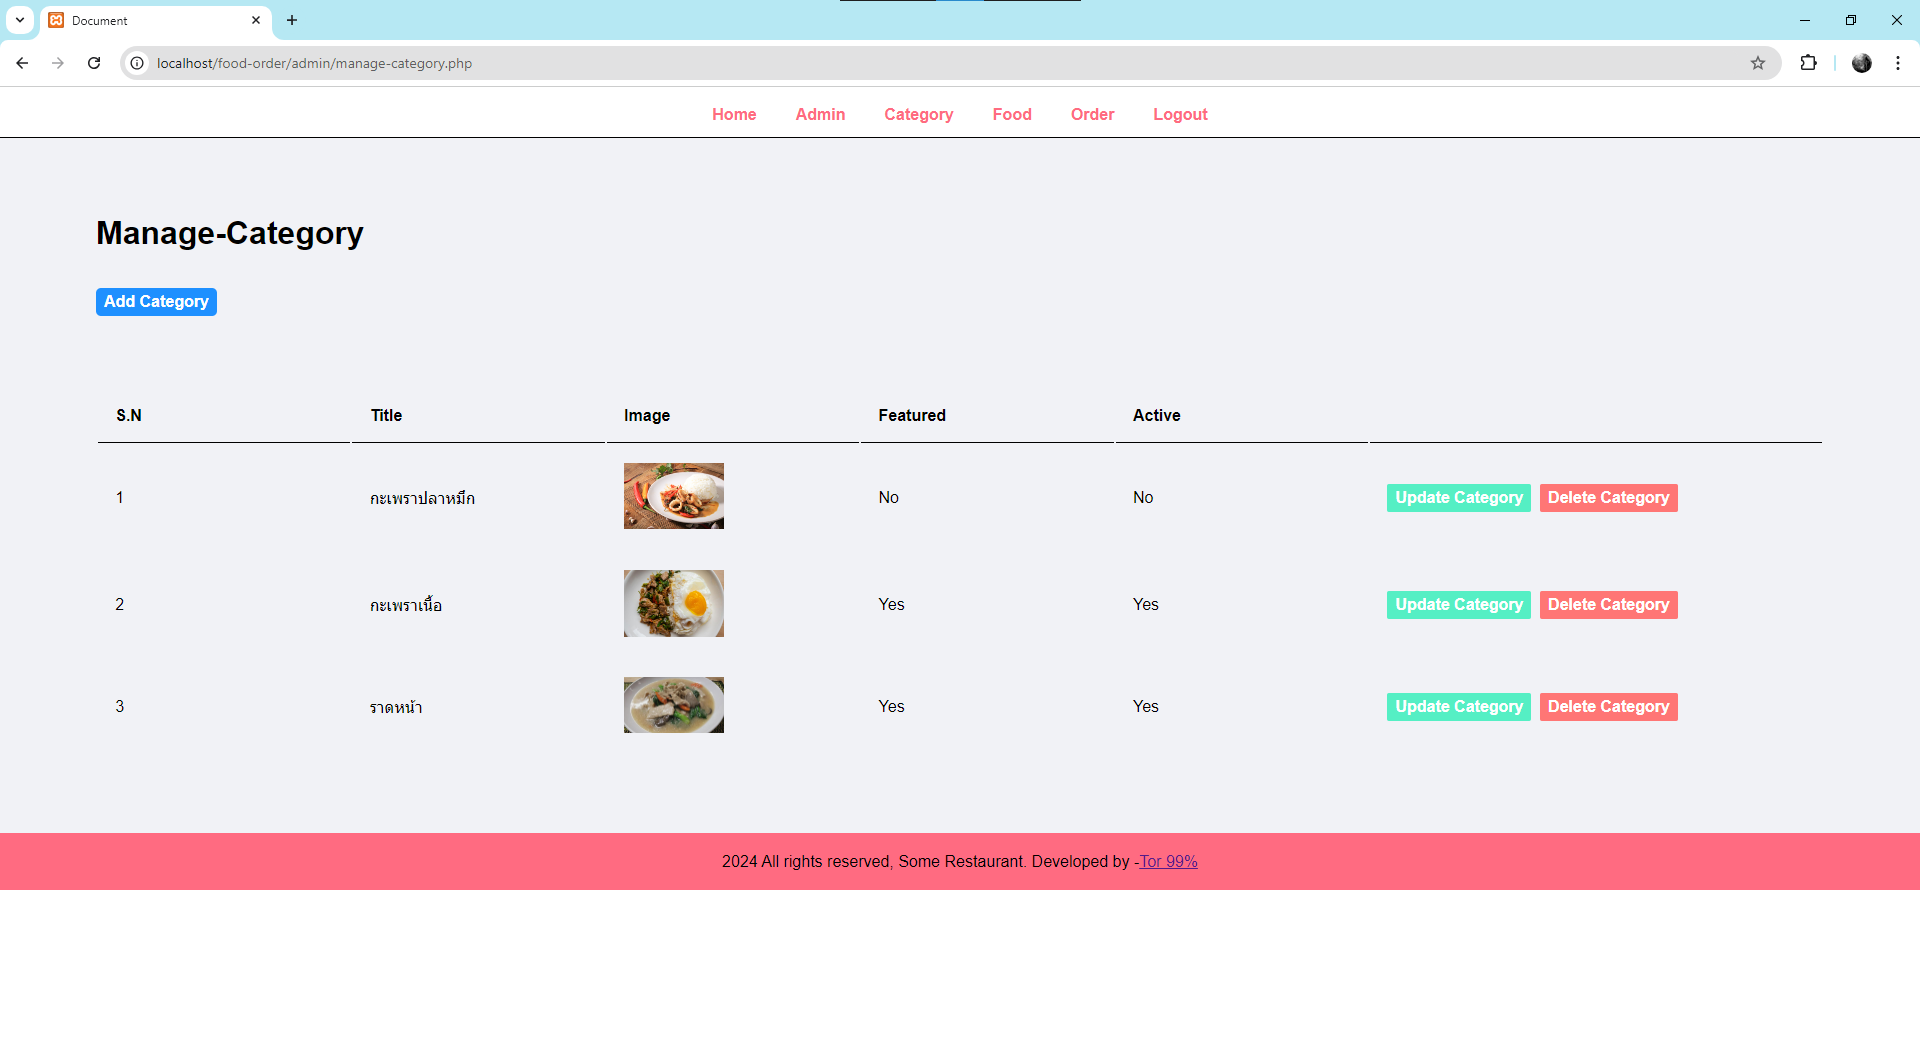 Document
localhost/food-order/admin/manage-category.php
Home Admin Category Food Order Logout
Manage-Category
Add Category
S.N Title Image Featured Active
1 กะเพราปลาหมึก No No Update Category Delete Category
2 กะเพราเนื้อ Yes Yes Update Category Delete Category
3 ราดหน้า Yes Yes Update Category Delete Category
2024 All rights reserved, Some Restaurant. Developed by -Tor 99%